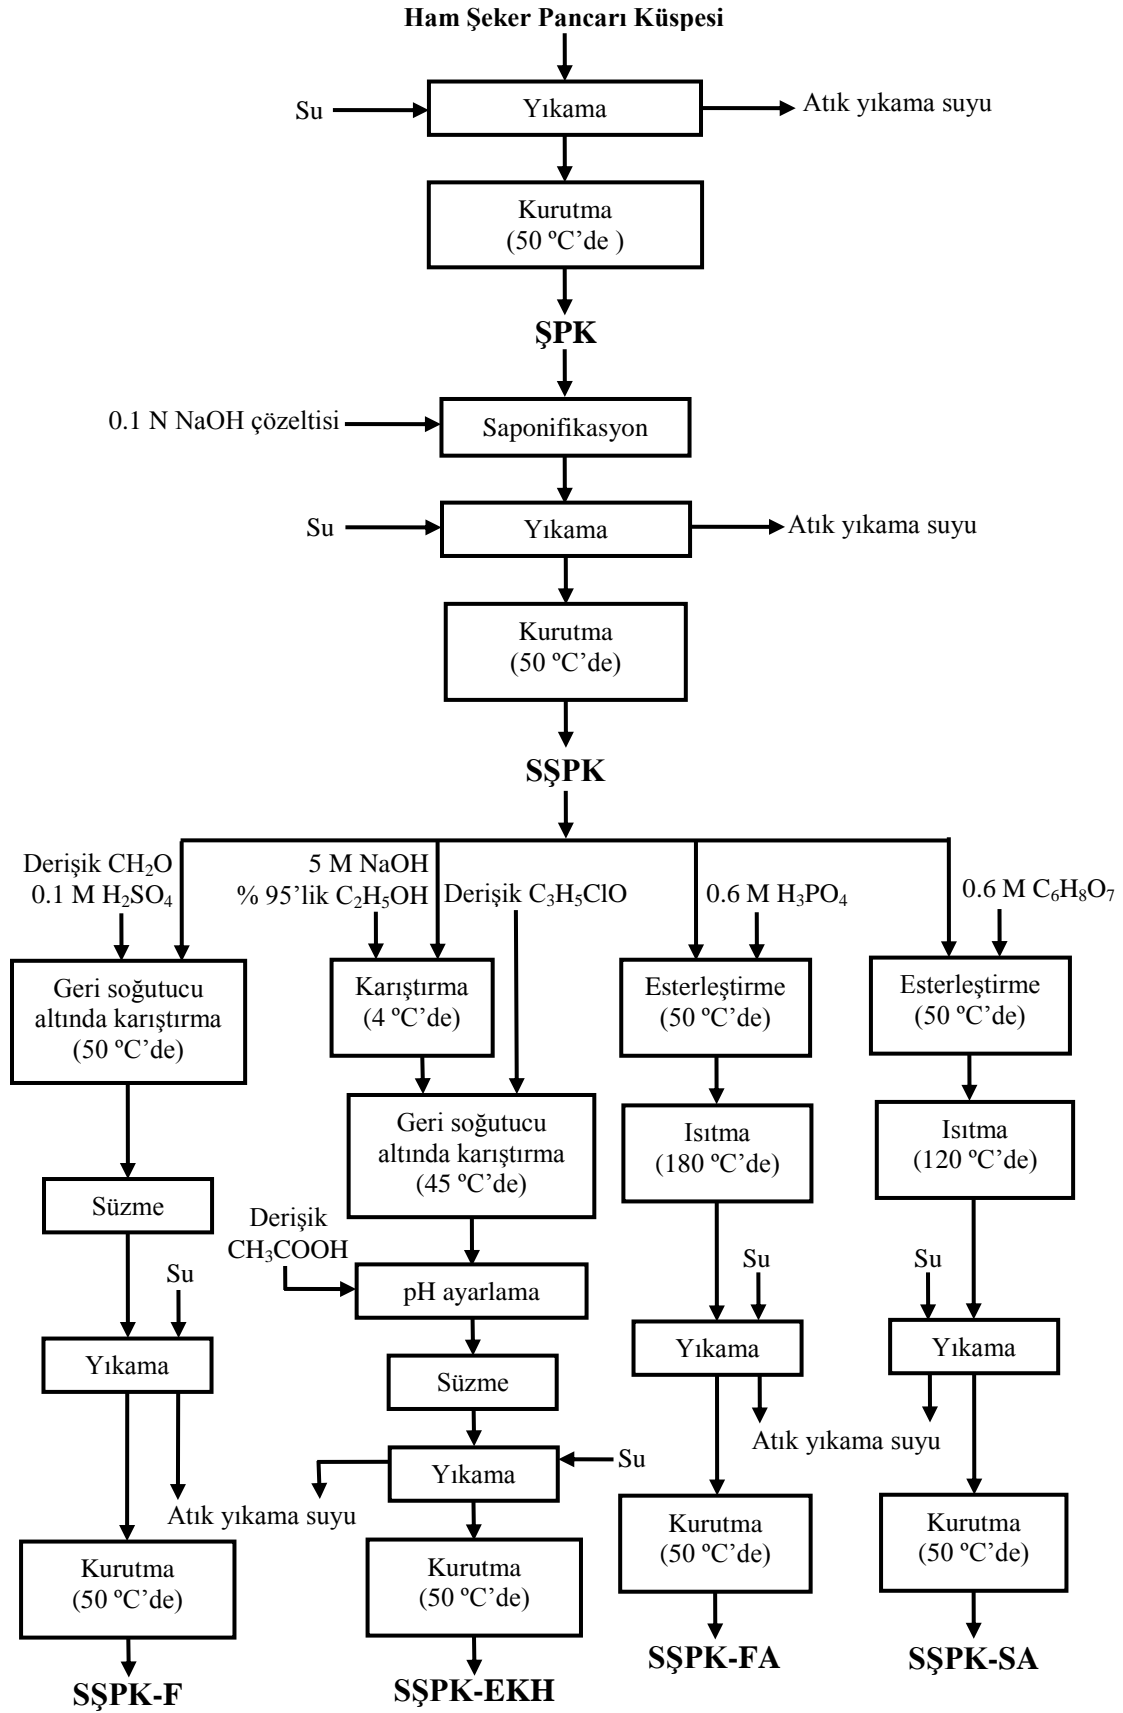 Ham Şeker Pancarı Küspesi
Su
Yıkama
Atık yıkama suyu
Kurutma
(50 ºC’de )
ŞPK
0.1 N NaOH çözeltisi
Saponifikasyon
Su
Yıkama
Atık yıkama suyu
Kurutma
(50 ºC’de)
SŞPK
Derişik CH₂O
0.1 M H₂SO₄
5 M NaOH
% 95’lik C₂H₅OH
Derişik C₃H₅ClO
0.6 M H₃PO₄
0.6 M C₆H₈O₇
Geri soğutucu
altında karıştırma
(50 ºC’de)
Karıştırma
(4 ºC’de)
Esterleştirme
(50 ºC’de)
Esterleştirme
(50 ºC’de)
Geri soğutucu
altında karıştırma
(45 ºC’de)
Isıtma
(180 ºC’de)
Isıtma
(120 ºC’de)
Süzme
Derişik
CH₃COOH
pH ayarlama
Su
Su
Su
Yıkama
Süzme
Yıkama
Yıkama
Atık yıkama suyu
Yıkama
Su
Atık yıkama suyu
Kurutma
(50 ºC’de)
Kurutma
(50 ºC’de)
Kurutma
(50 ºC’de)
Kurutma
(50 ºC’de)
SŞPK-F
SŞPK-EKH
SŞPK-FA
SŞPK-SA